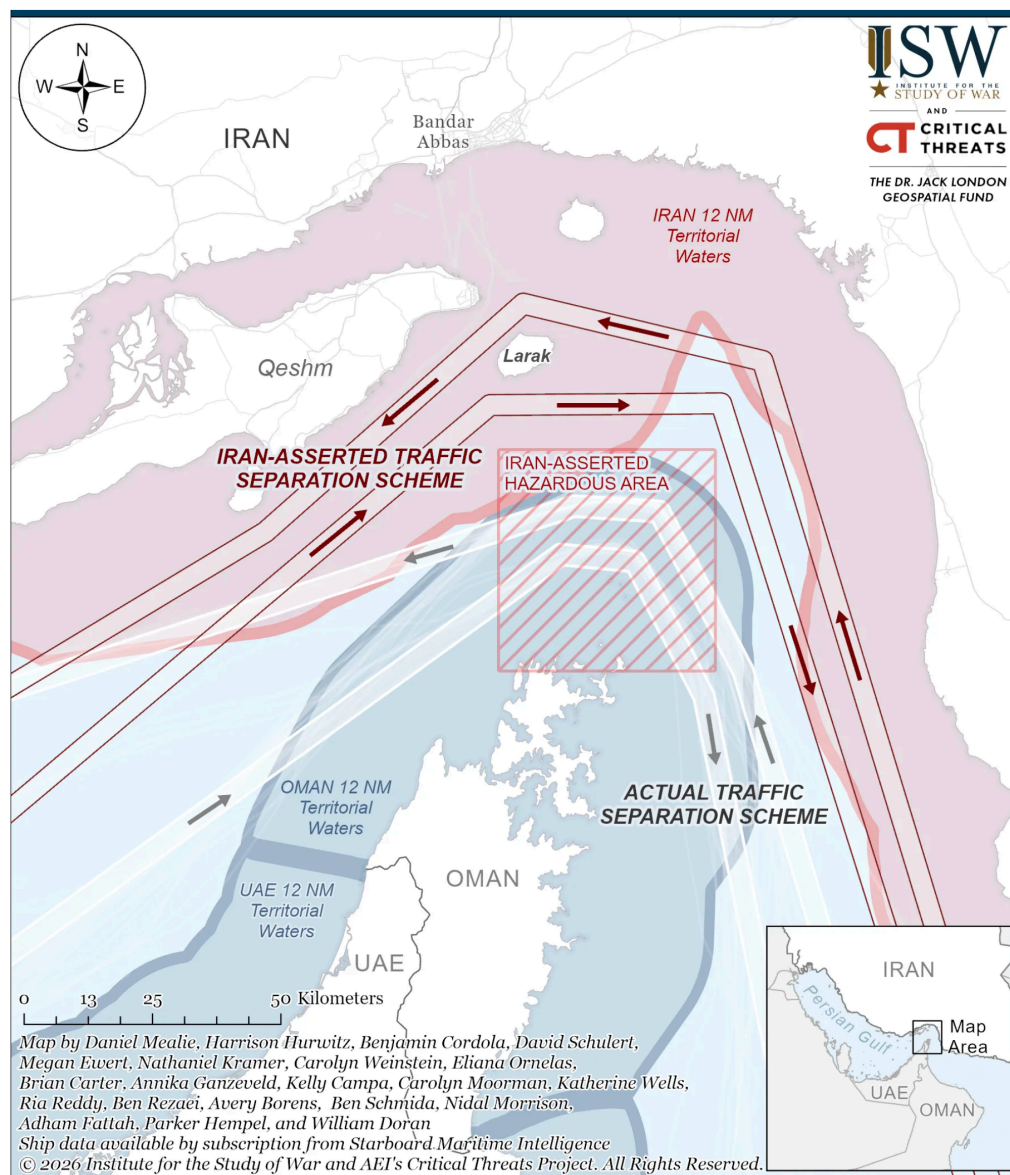 N
W
E
S
IRAN
Bandar
Abbas
ISW
INSTITUTE FOR THE
STUDY OF WAR
AND
CT CRITICAL
THREATS
THE DR. JACK LONDON
GEOSPATIAL FUND
IRAN 12 NM
Territorial
Waters
Larak
Qeshm
IRAN-ASSERTED TRAFFIC
SEPARATION SCHEME
IRAN-ASSERTED
HAZARDOUS AREA
OMAN 12 NM
Territorial
Waters
ACTUAL TRAFFIC
SEPARATION SCHEME
UAE 12 NM
Territorial
Waters
OMAN
UAE
0 13 25 50 Kilometers
Map by Daniel Mealie, Harrison Hurwitz, Benjamin Cordola, David Schulert,
Megan Ewert, Nathaniel Kramer, Carolyn Weinstein, Eliana Ornelas,
Brian Carter, Annika Ganzeveld, Kelly Campa, Carolyn Moorman, Katherine Wells,
Ria Reddy, Ben Rezaei, Avery Borens, Ben Schmida, Nidal Morrison,
Adham Fattah, Parker Hempel, and William Doran
Ship data available by subscription from Starboard Maritime Intelligence
© 2026 Institute for the Study of War and AEI's Critical Threats Project. All Rights Reserved.
IRAN
Persian Gulf
Map
Area
UAE
OMAN